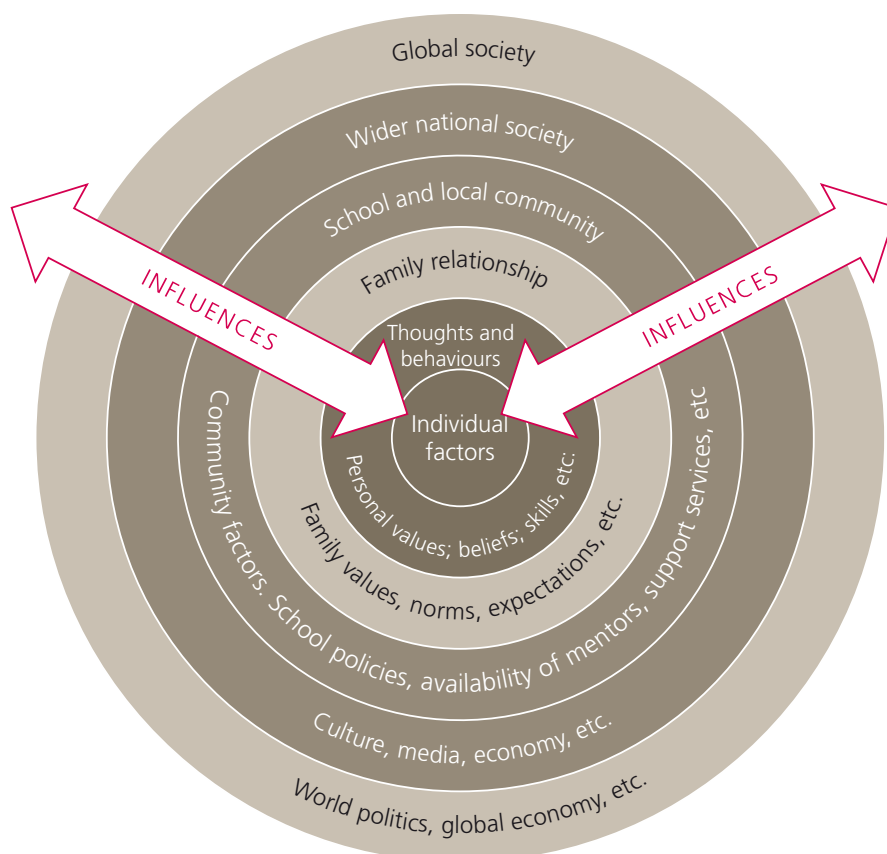 Global society
Wider national society
School and local community
Family relationship
Thoughts and
behaviours
Individual
factors
INFLUENCES
INFLUENCES
Personal values; beliefs; skills, etc.
Family values, norms, expectations, etc.
Community factors. School policies, availability of mentors, support services, etc
Culture, media, economy, etc.
World politics, global economy, etc.